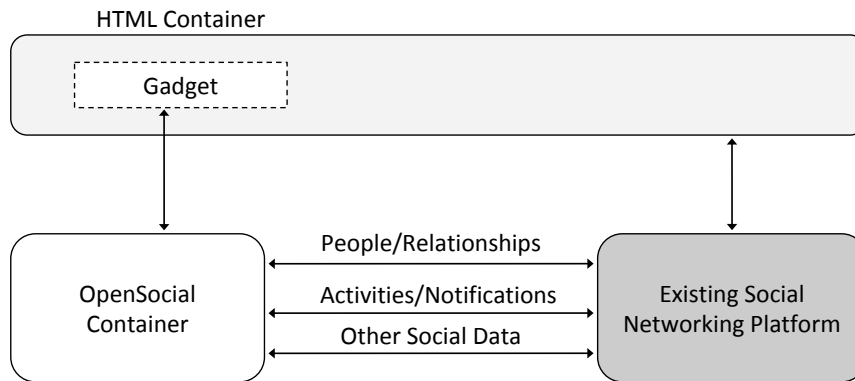 HTML Container
Gadget
People/Relationships
OpenSocial
Container
Activities/Notifications
Existing Social
Networking Platform
Other Social Data